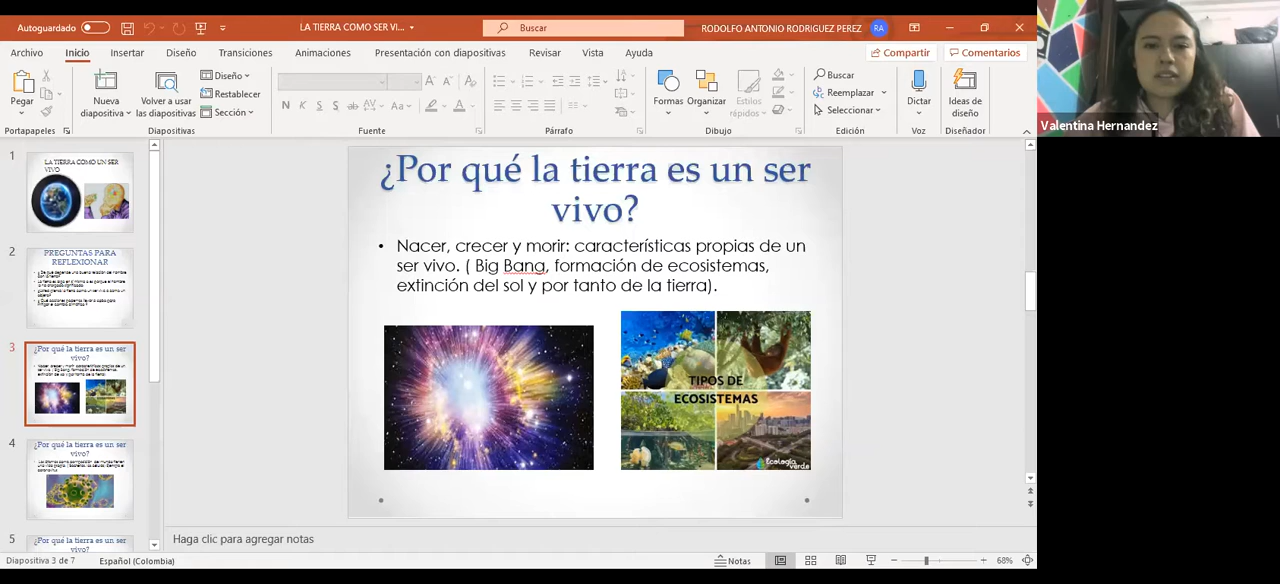 Autoguardado
LA TIERRA COMO SER VI...
Buscar
RODOLFO ANTONIO RODRIGUEZ PEREZ
RA
Archivo
Inicio
Insertar
Diseño
Transiciones
Animaciones
Presentación con diapositivas
Revisar
Vista
Ayuda
Compartir
Comentarios
Pegar
Nueva
diapositiva
Volver a usar
las diapositivas
Diseño
Restablecer
Sección
Formas
Organizar
Estilos
rápidos
Buscar
Reemplazar
Seleccionar
Dictar
Ideas de
diseño
Portapapeles
Diapositivas
Fuente
Párrafo
Dibujo
Edición
Voz
Diseñador
Valentina Hernandez
1
LA TIERRA COMO UN SER
VIVO
2
PREGUNTAS PARA
REFLEXIONAR
3
¿Por qué la tierra es un ser
vivo?
4
¿Por qué la tierra es un ser
vivo?
5
¿Por qué la tierra es un ser
vivo?
¿Por qué la tierra es un ser
vivo?
• Nacer, crecer y morir: características propias de un
ser vivo. ( Big Bang, formación de ecosistemas,
extinción del sol y por tanto de la tierra).
TIPOS DE
ECOSISTEMAS
Ecología
verde
Haga clic para agregar notas
Diapositiva 3 de 7
Español (Colombia)
Notas
68%